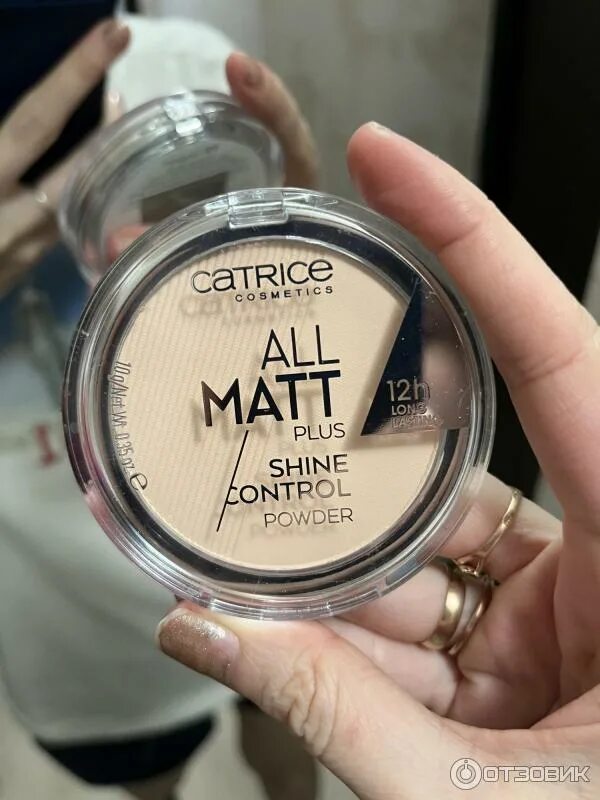 CATRICE
COSMETICS
ALL
MATT
PLUS
SHINE
CONTROL
POWDER
12h
LONG
LASTING
10g/NET WT. 0.35 oz. e
ОТЗОВИК